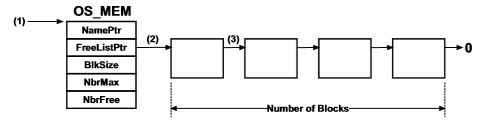 OS_MEM
(1)
NamePtr
FreeListPtr
(2)
(3)
0
BlkSize
NbrMax
NbrFree
Number of Blocks